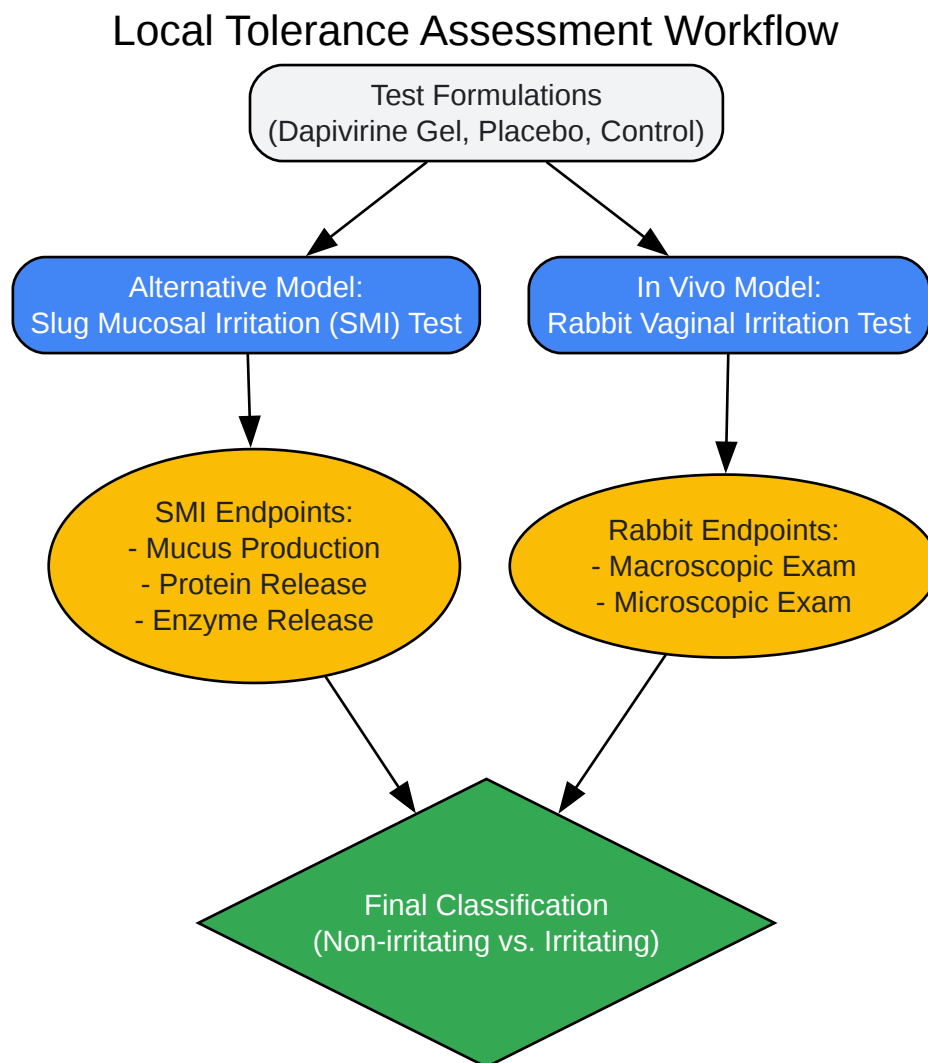 Local Tolerance Assessment Workflow
Test Formulations
(Dapivirine Gel, Placebo, Control)
Alternative Model:
Slug Mucosal Irritation (SMI) Test
In Vivo Model:
Rabbit Vaginal Irritation Test
SMI Endpoints:
- Mucus Production
- Protein Release
- Enzyme Release
Rabbit Endpoints:
- Macroscopic Exam
- Microscopic Exam
Final Classification
(Non-irritating vs. Irritating)